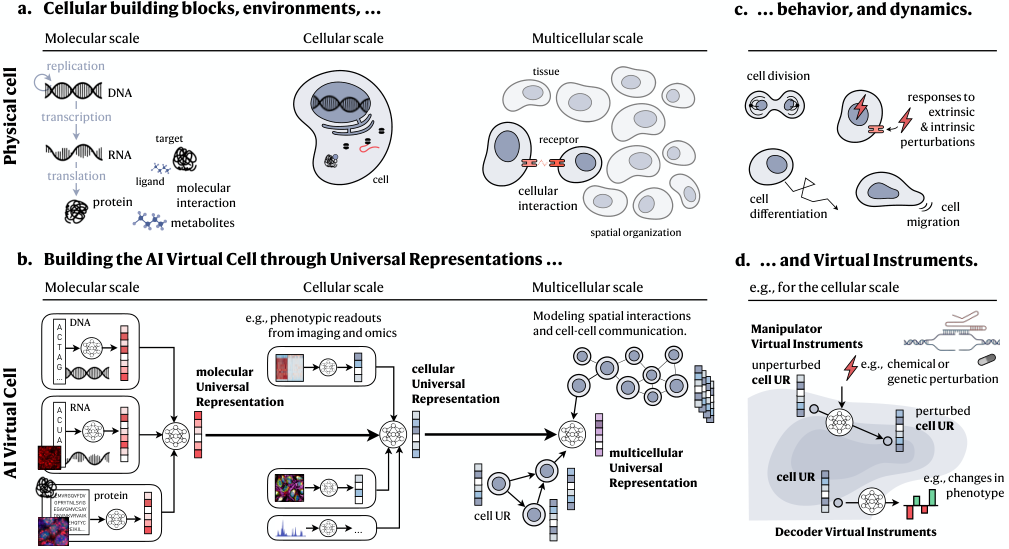 a. Cellular building blocks, environments, ...
c. ... behavior, and dynamics.
Physical cell
Molecular scale
Cellular scale
Multicellular scale
replication
DNA
transcription
RNA
translation
protein
target
ligand
molecular
interaction
metabolites
cell
tissue
receptor
cellular
interaction
spatial organization
cell division
responses to
extrinsic
& intrinsic
perturbations
cell
differentiation
cell
migration
b. Building the AI Virtual Cell through Universal Representations ...
d. ... and Virtual Instruments.
AI Virtual Cell
Molecular scale
Cellular scale
Multicellular scale
e.g., for the cellular scale
DNA
A
C
T
A
G
...
RNA
A
C
U
A
protein
molecular
Universal
Representation
e.g., phenotypic readouts
from imaging and omics
...
cellular
Universal
Representation
Modeling spatial interactions
and cell-cell communication.
cell UR
multicellular
Universal
Representation
Manipulator
Virtual Instruments
unperturbed
cell UR
e.g., chemical or
genetic perturbation
perturbed
cell UR
cell UR
e.g., changes in
phenotype
Decoder Virtual Instruments